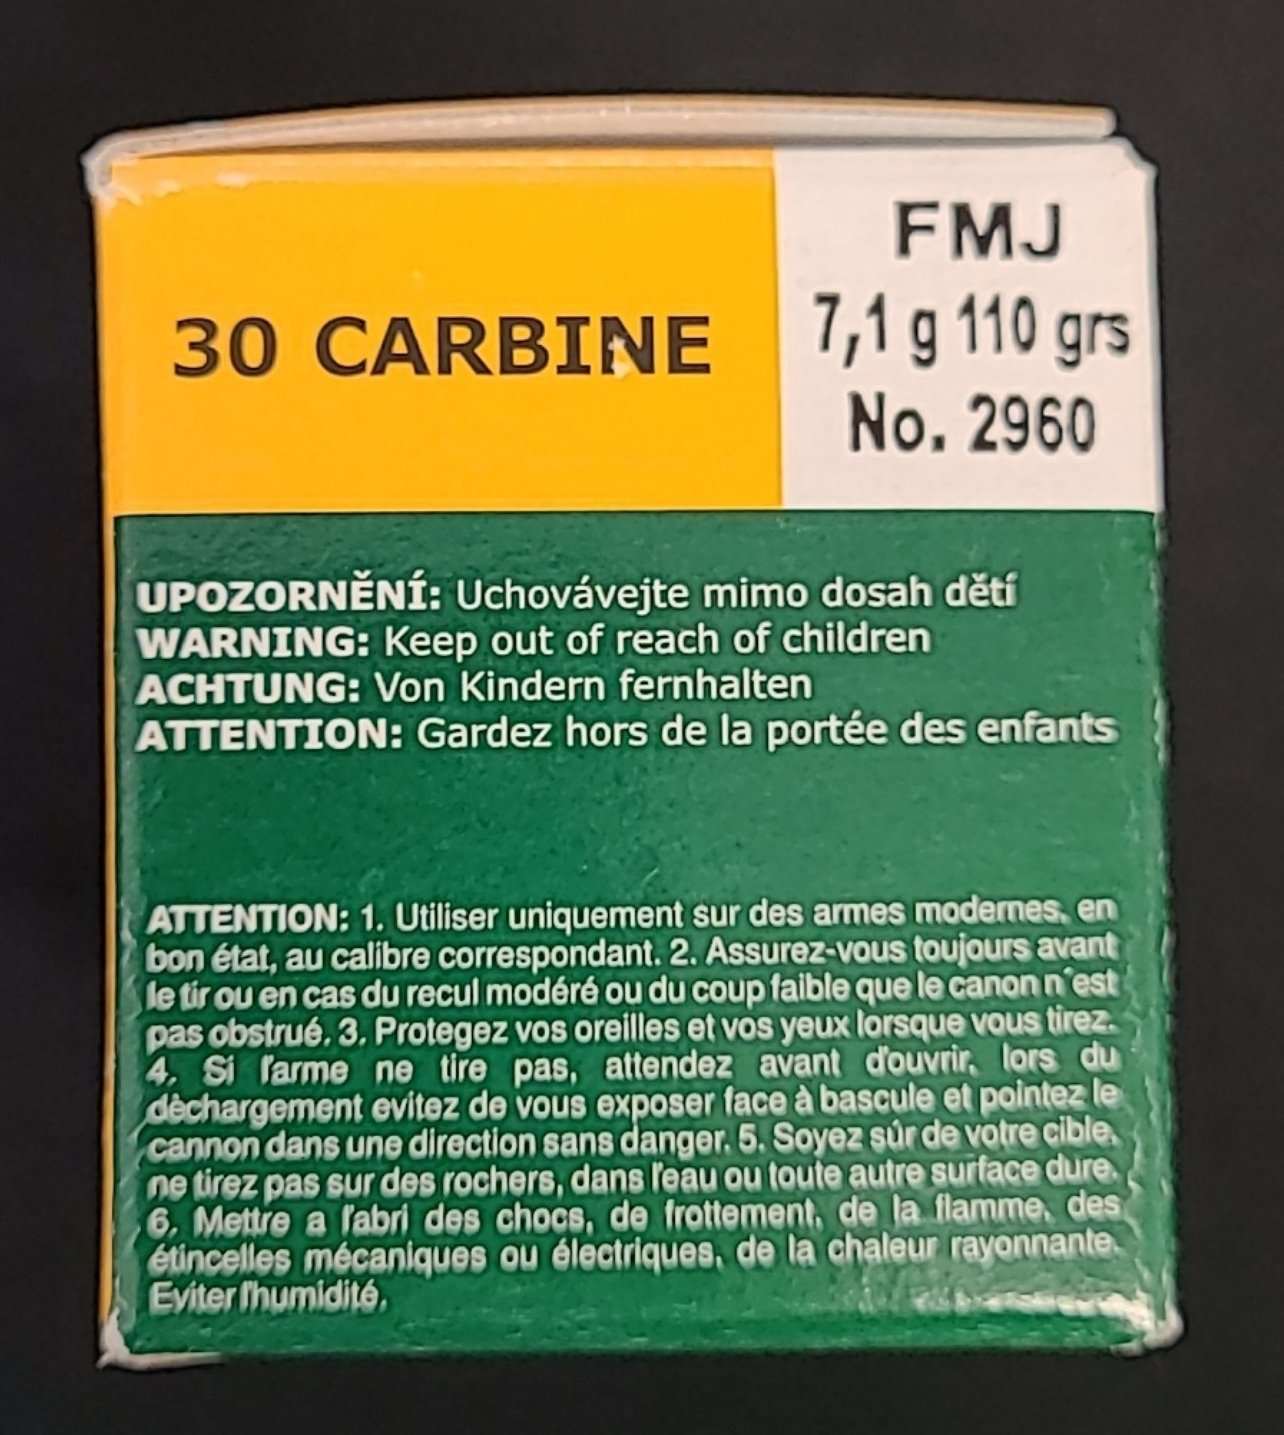 30 CARBINE
FMJ
7,1 g 110 grs
No. 2960
UPOZORNĚNÍ: Uchovávejte mimo dosah dětí
WARNING: Keep out of reach of children
ACHTUNG: Von Kindern fernhalten
ATTENTION: Gardez hors de la portée des enfants
ATTENTION: 1. Utiliser uniquement sur des armes modernes, en
bon état, au calibre correspondant. 2. Assurez-vous toujours avant
le tir ou en cas du recul modéré ou du coup faible que le canon n´est
pas obstrué. 3. Protegez vos oreilles et vos yeux lorsque vous tirez.
4. Si l'arme ne tire pas, attendez avant d'ouvrir, lors du
dèchargement evitez de vous exposer face à bascule et pointez le
cannon dans une direction sans danger. 5. Soyez súr de votre cible,
ne tirez pas sur des rochers, dans l'eau ou toute autre surface dure.
6. Mettre a l'abri des chocs, de frottement, de la flamme, des
étincelles mécaniques ou électriques, de la chaleur rayonnante.
Eviter l'humidité.